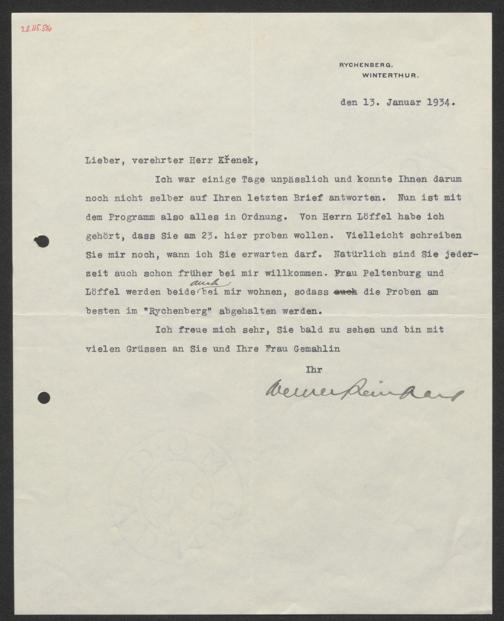 RYCHENBERG.
WINTERTHUR.
den 13. Januar 1934.
Lieber, verehrter Herr Křenek,
Ich war einige Tage unpässlich und konnte Ihnen darum
noch nicht selber auf Ihren letzten Brief antworten. Nun ist mit
dem Programm also alles in Ordnung. Von Herrn Löffel habe ich
gehört, dass Sie am 23. hier proben wollen. Vielleicht schreiben
Sie mir noch, wann ich Sie erwarten darf. Natürlich sind Sie jeder-
zeit auch schon früher bei mir willkommen. Frau Peltenburg und
auch
Löffel werden beide bei mir wohnen, sodass auch die Proben am
besten im "Rychenberg" abgehalten werden.
Ich freue mich sehr, Sie bald zu sehen und bin mit
vielen Grüssen an Sie und Ihre Frau Gemahlin
Ihr
Werner Reinhart